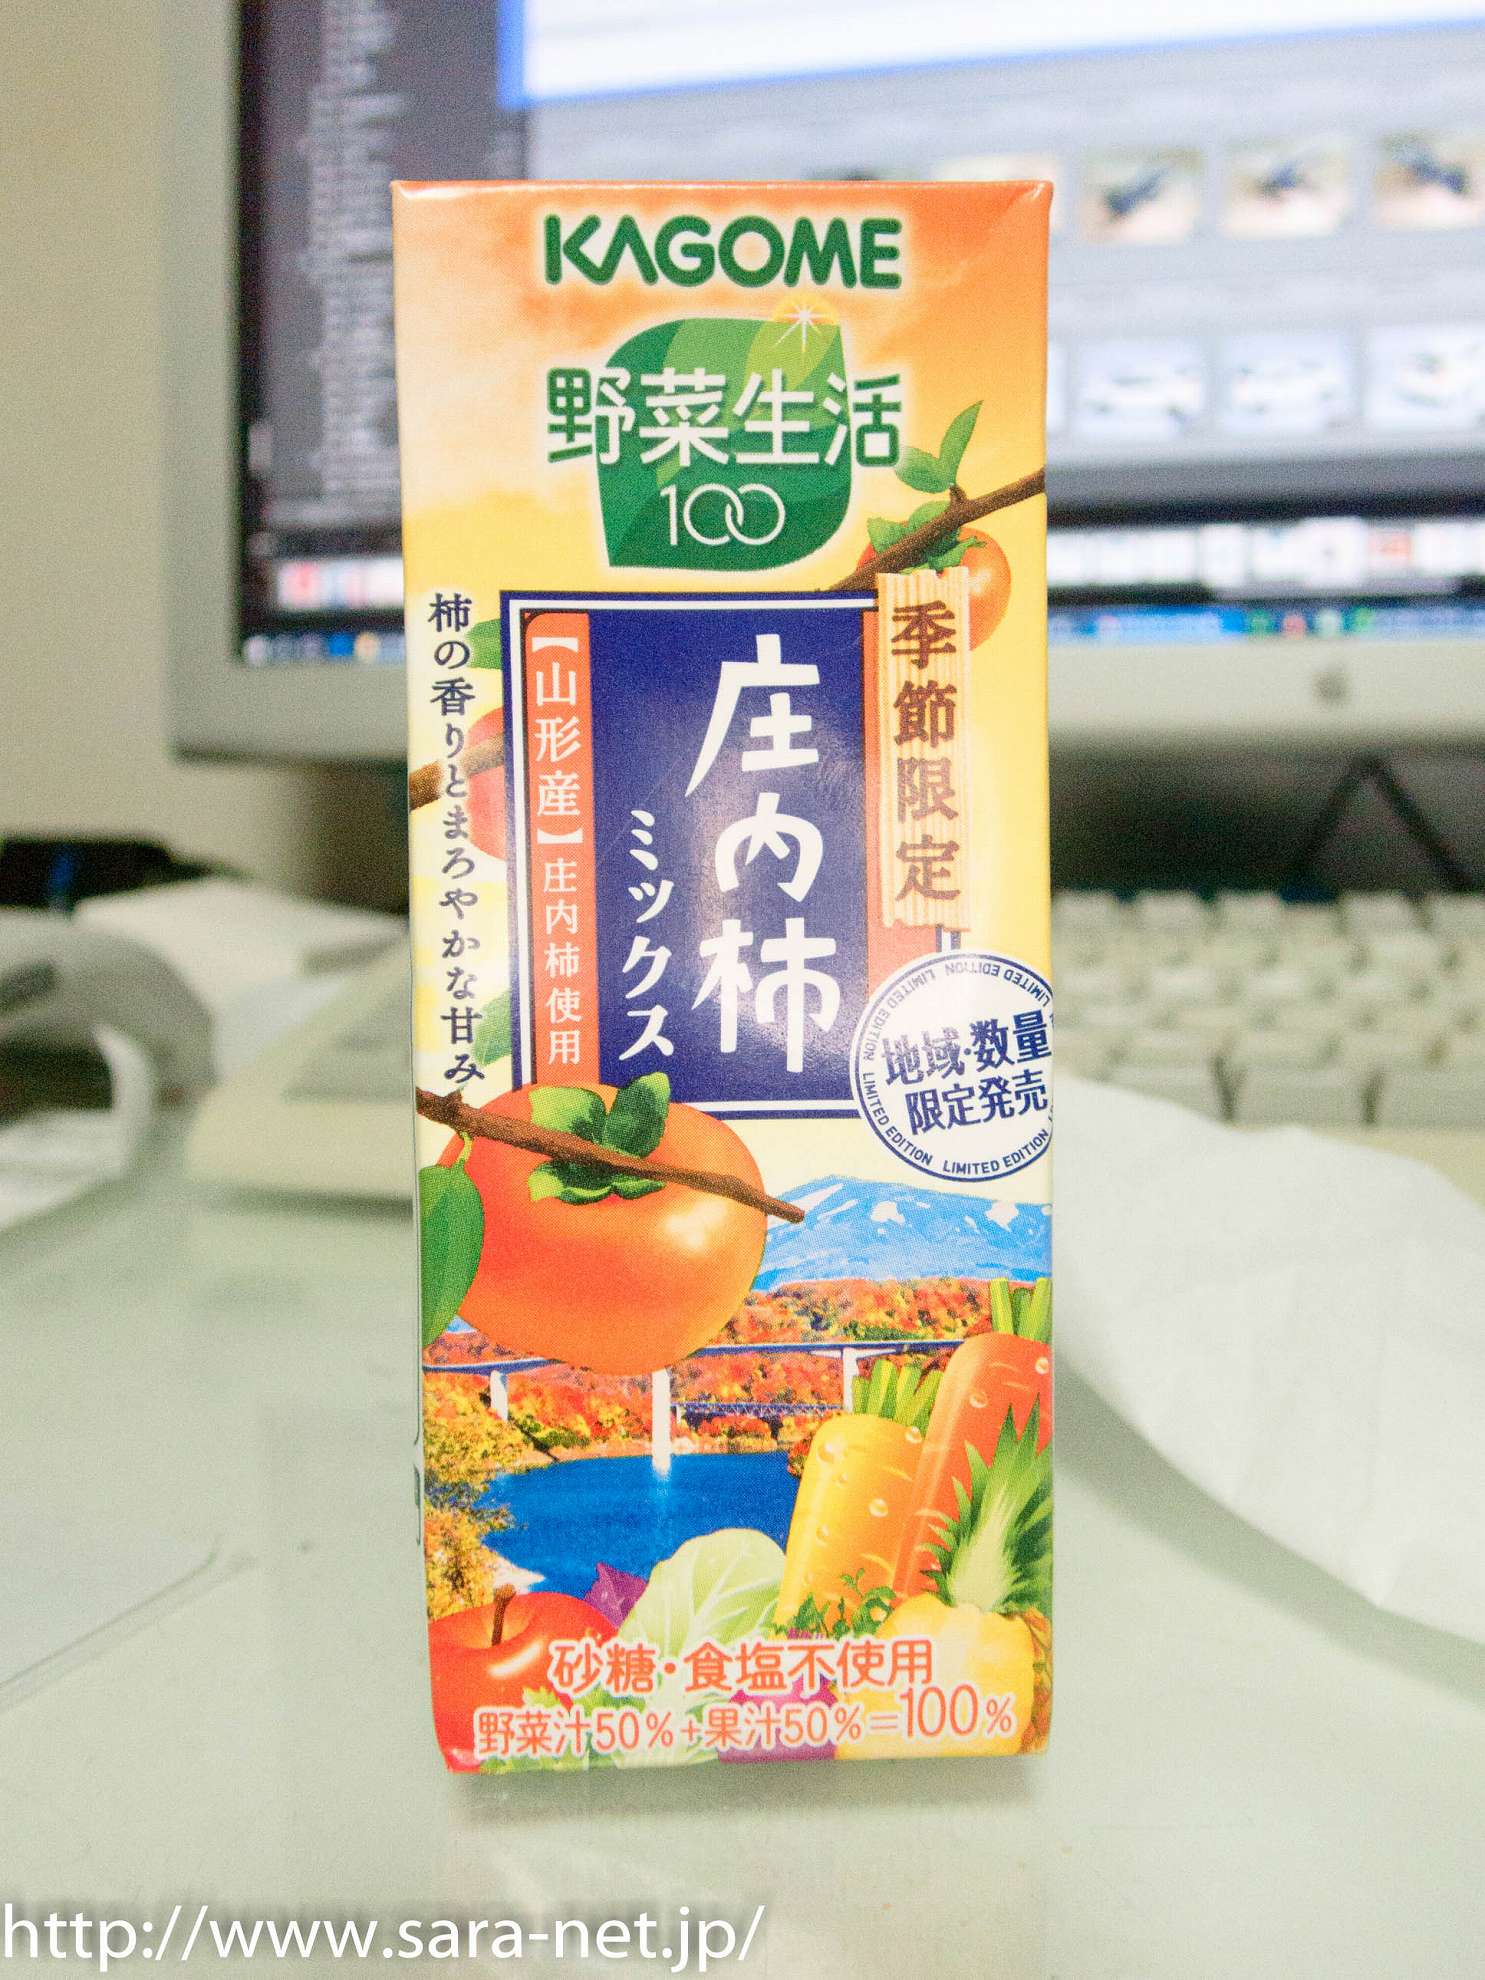 KAGOME
野菜生活
100
季節限定
庄内柿
ミックス
【山形産】庄内柿使用
柿の香りとまろやかな甘み
LIMITED EDITION LIMITED EDITION LIMITED EDITION LIMITED EDITION
地域・数量
限定発売
砂糖・食塩不使用
野菜汁50%+果汁50%=100%
http://www.sara-net.jp/